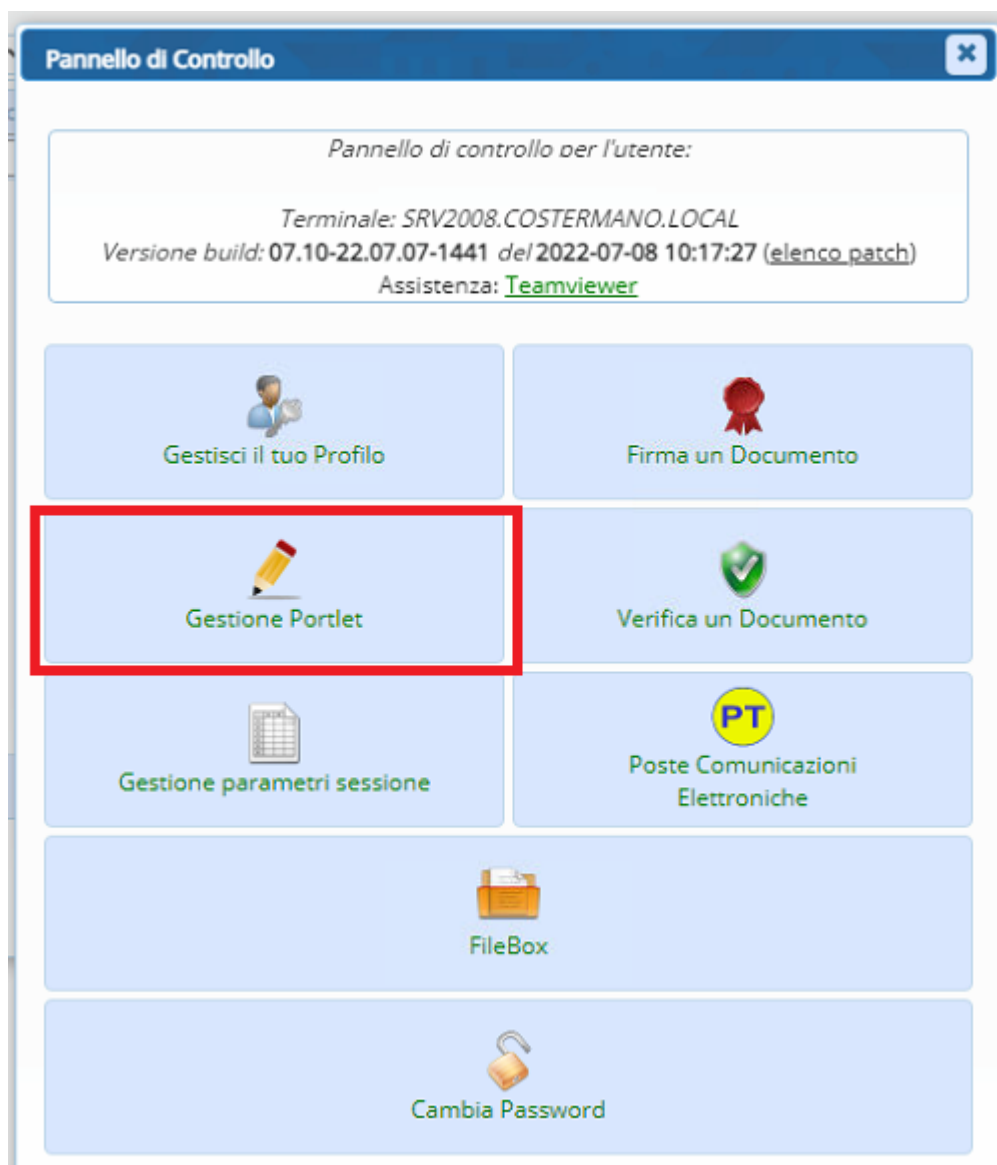 Pannello di Controllo
Pannello di controllo per l'utente:
Terminale: SRV2008.COSTERMANO.LOCAL
Versione build: 07.10-22.07.07-1441 del 2022-07-08 10:17:27 (elenco patch)
Assistenza: Teamviewer
Gestisci il tuo Profilo
Firma un Documento
Gestione Portlet
Verifica un Documento
Gestione parametri sessione
PT
Poste Comunicazioni
Elettroniche
FileBox
Cambia Password